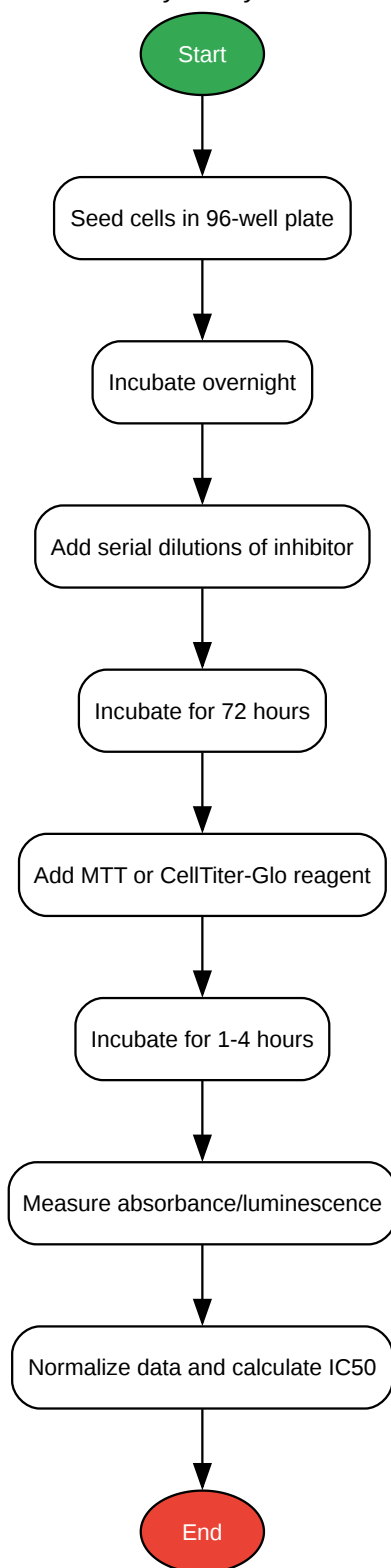 Start
Seed cells in 96-well plate
Incubate overnight
Add serial dilutions of inhibitor
Incubate for 72 hours
Add MTT or CellTiter-Glo reagent
Incubate for 1-4 hours
Measure absorbance/luminescence
Normalize data and calculate IC50
End